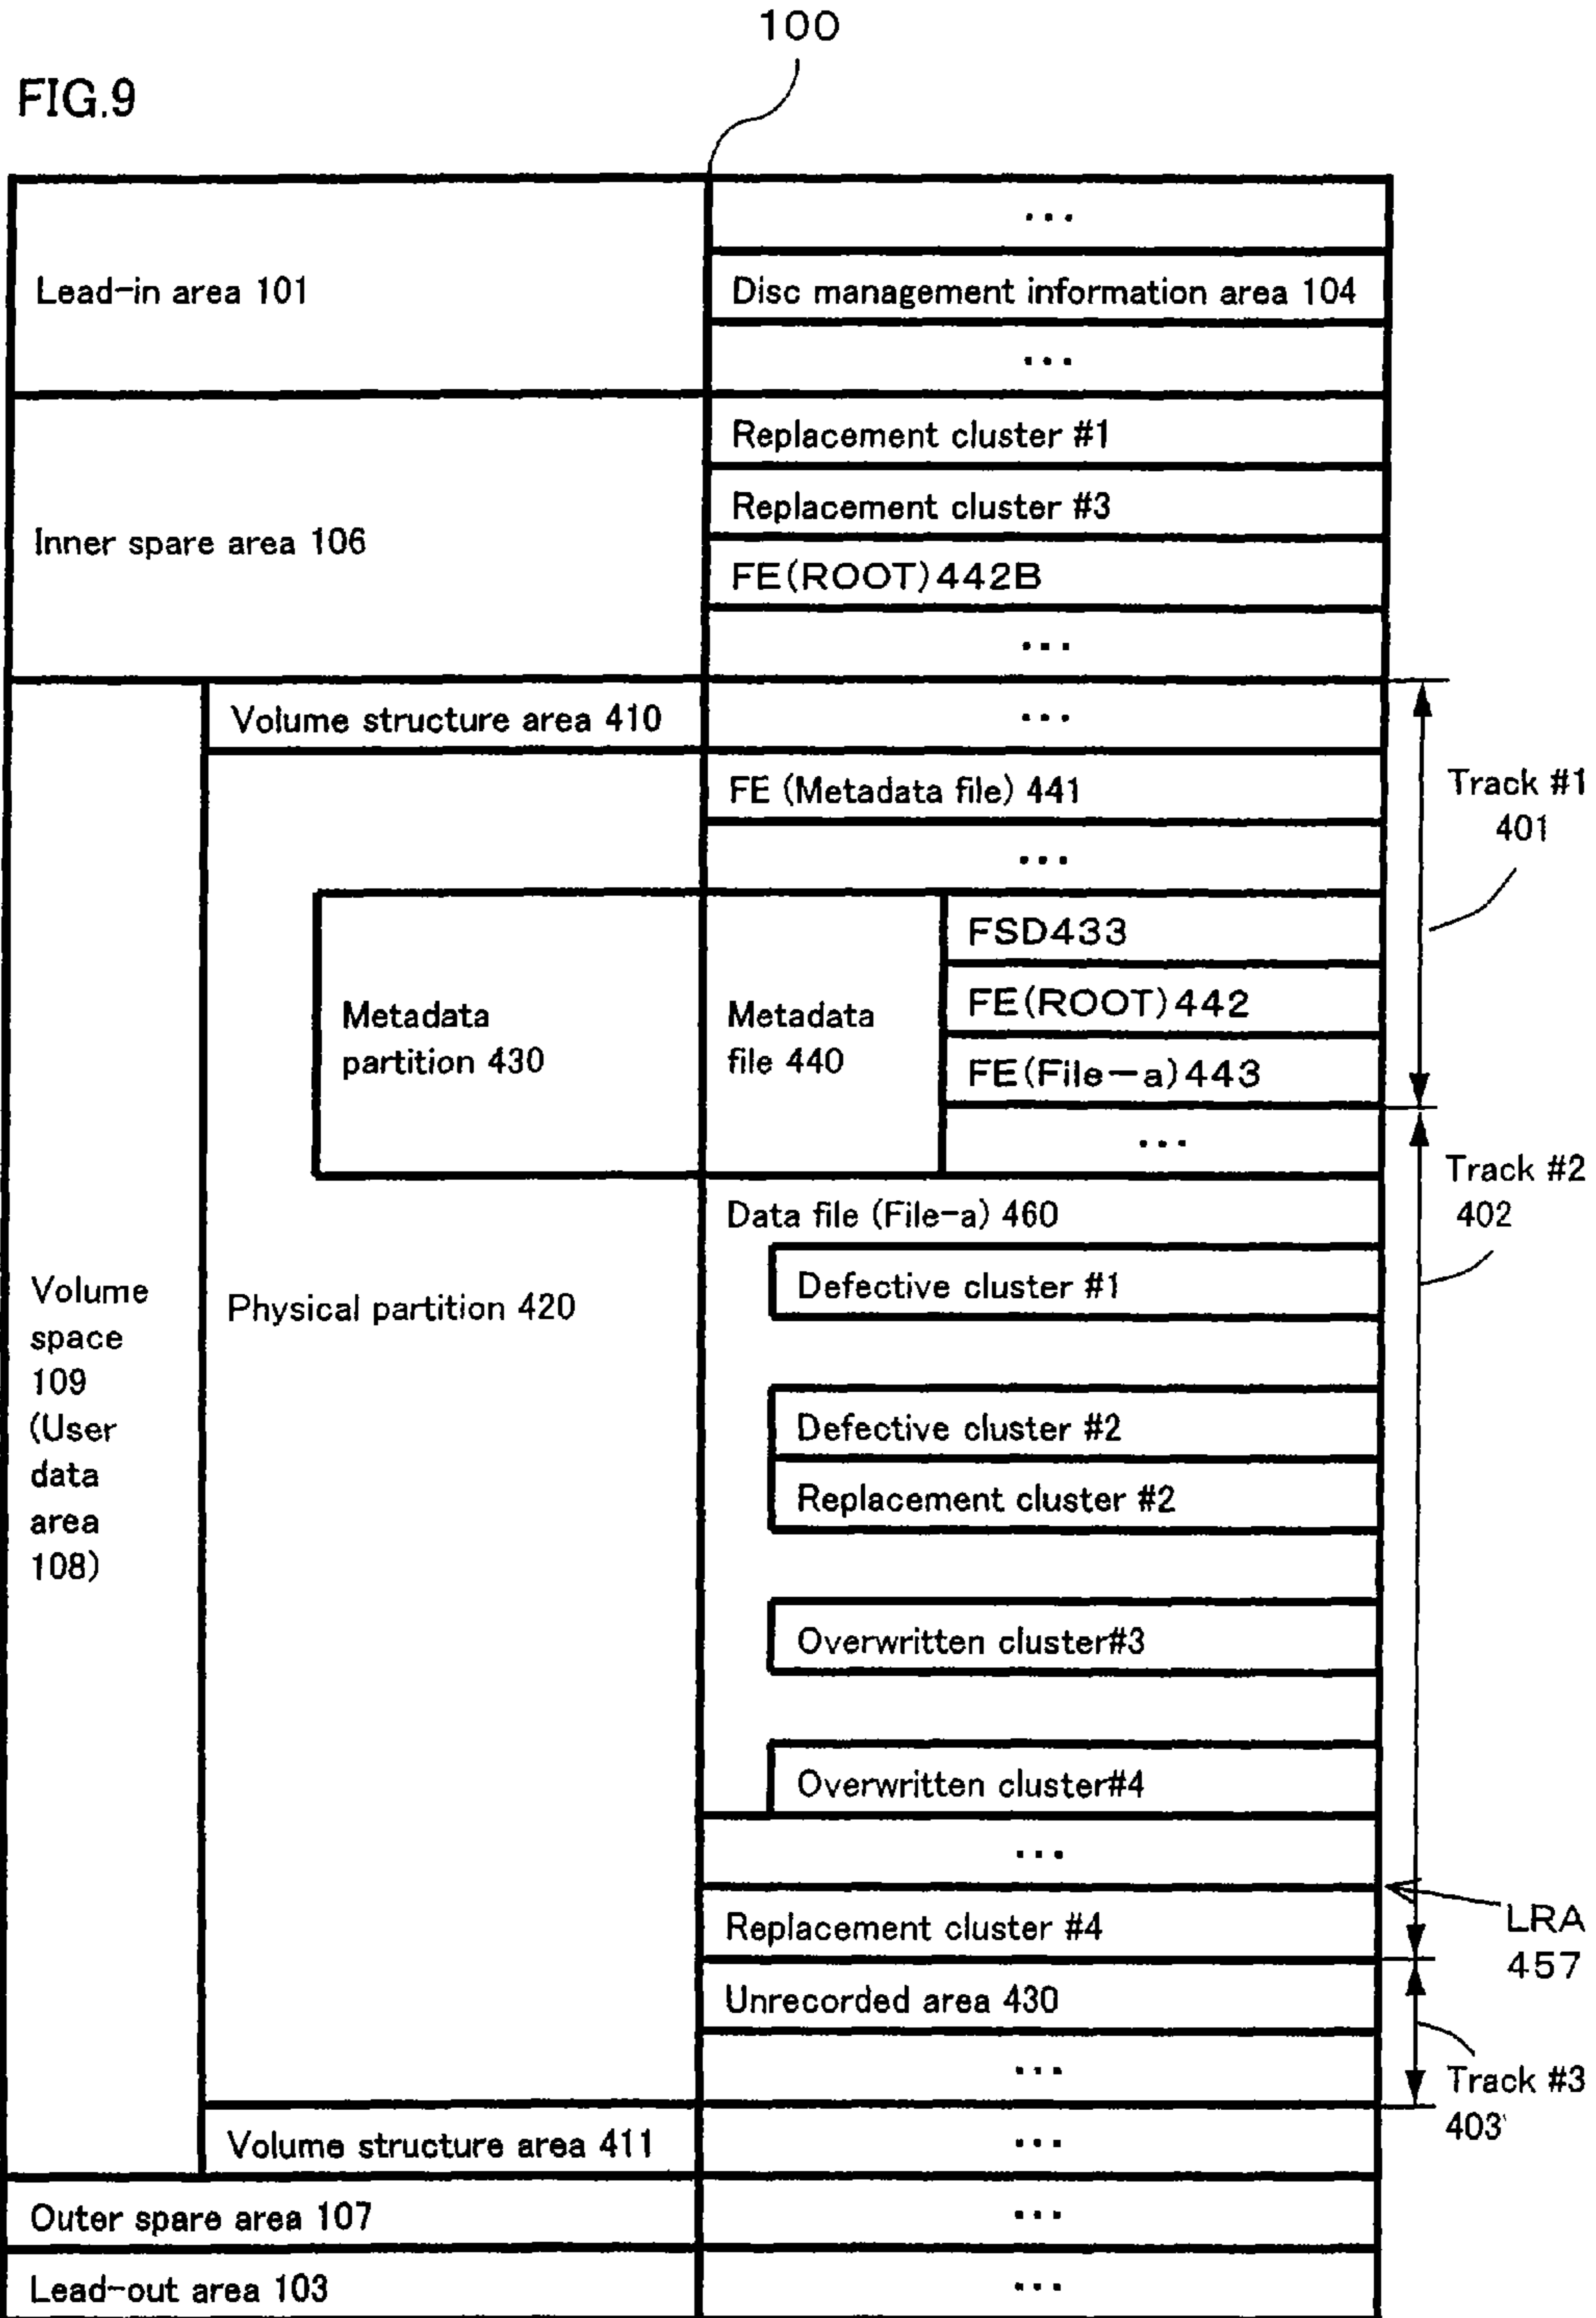 100
FIG.9
...
Lead-in area 101
Disc management information area 104
...
Replacement cluster #1
Replacement cluster #3
Inner spare area 106
FE(ROOT)442B
...
Volume structure area 410
...
FE (Metadata file) 441
Track #1
401
...
FSD433
Metadata
partition 430
Metadata
file 440
FE(ROOT)442
FE(File-a)443
...
Track #2
402
Data file (File-a) 460
Defective cluster #1
Volume
space
109
(User
data
area
108)
Physical partition 420
Defective cluster #2
Replacement cluster #2
Overwritten cluster#3
Overwritten cluster#4
...
Replacement cluster #4
LRA
457
Unrecorded area 430
...
Track #3
403
Volume structure area 411
...
Outer spare area 107
...
Lead-out area 103
...